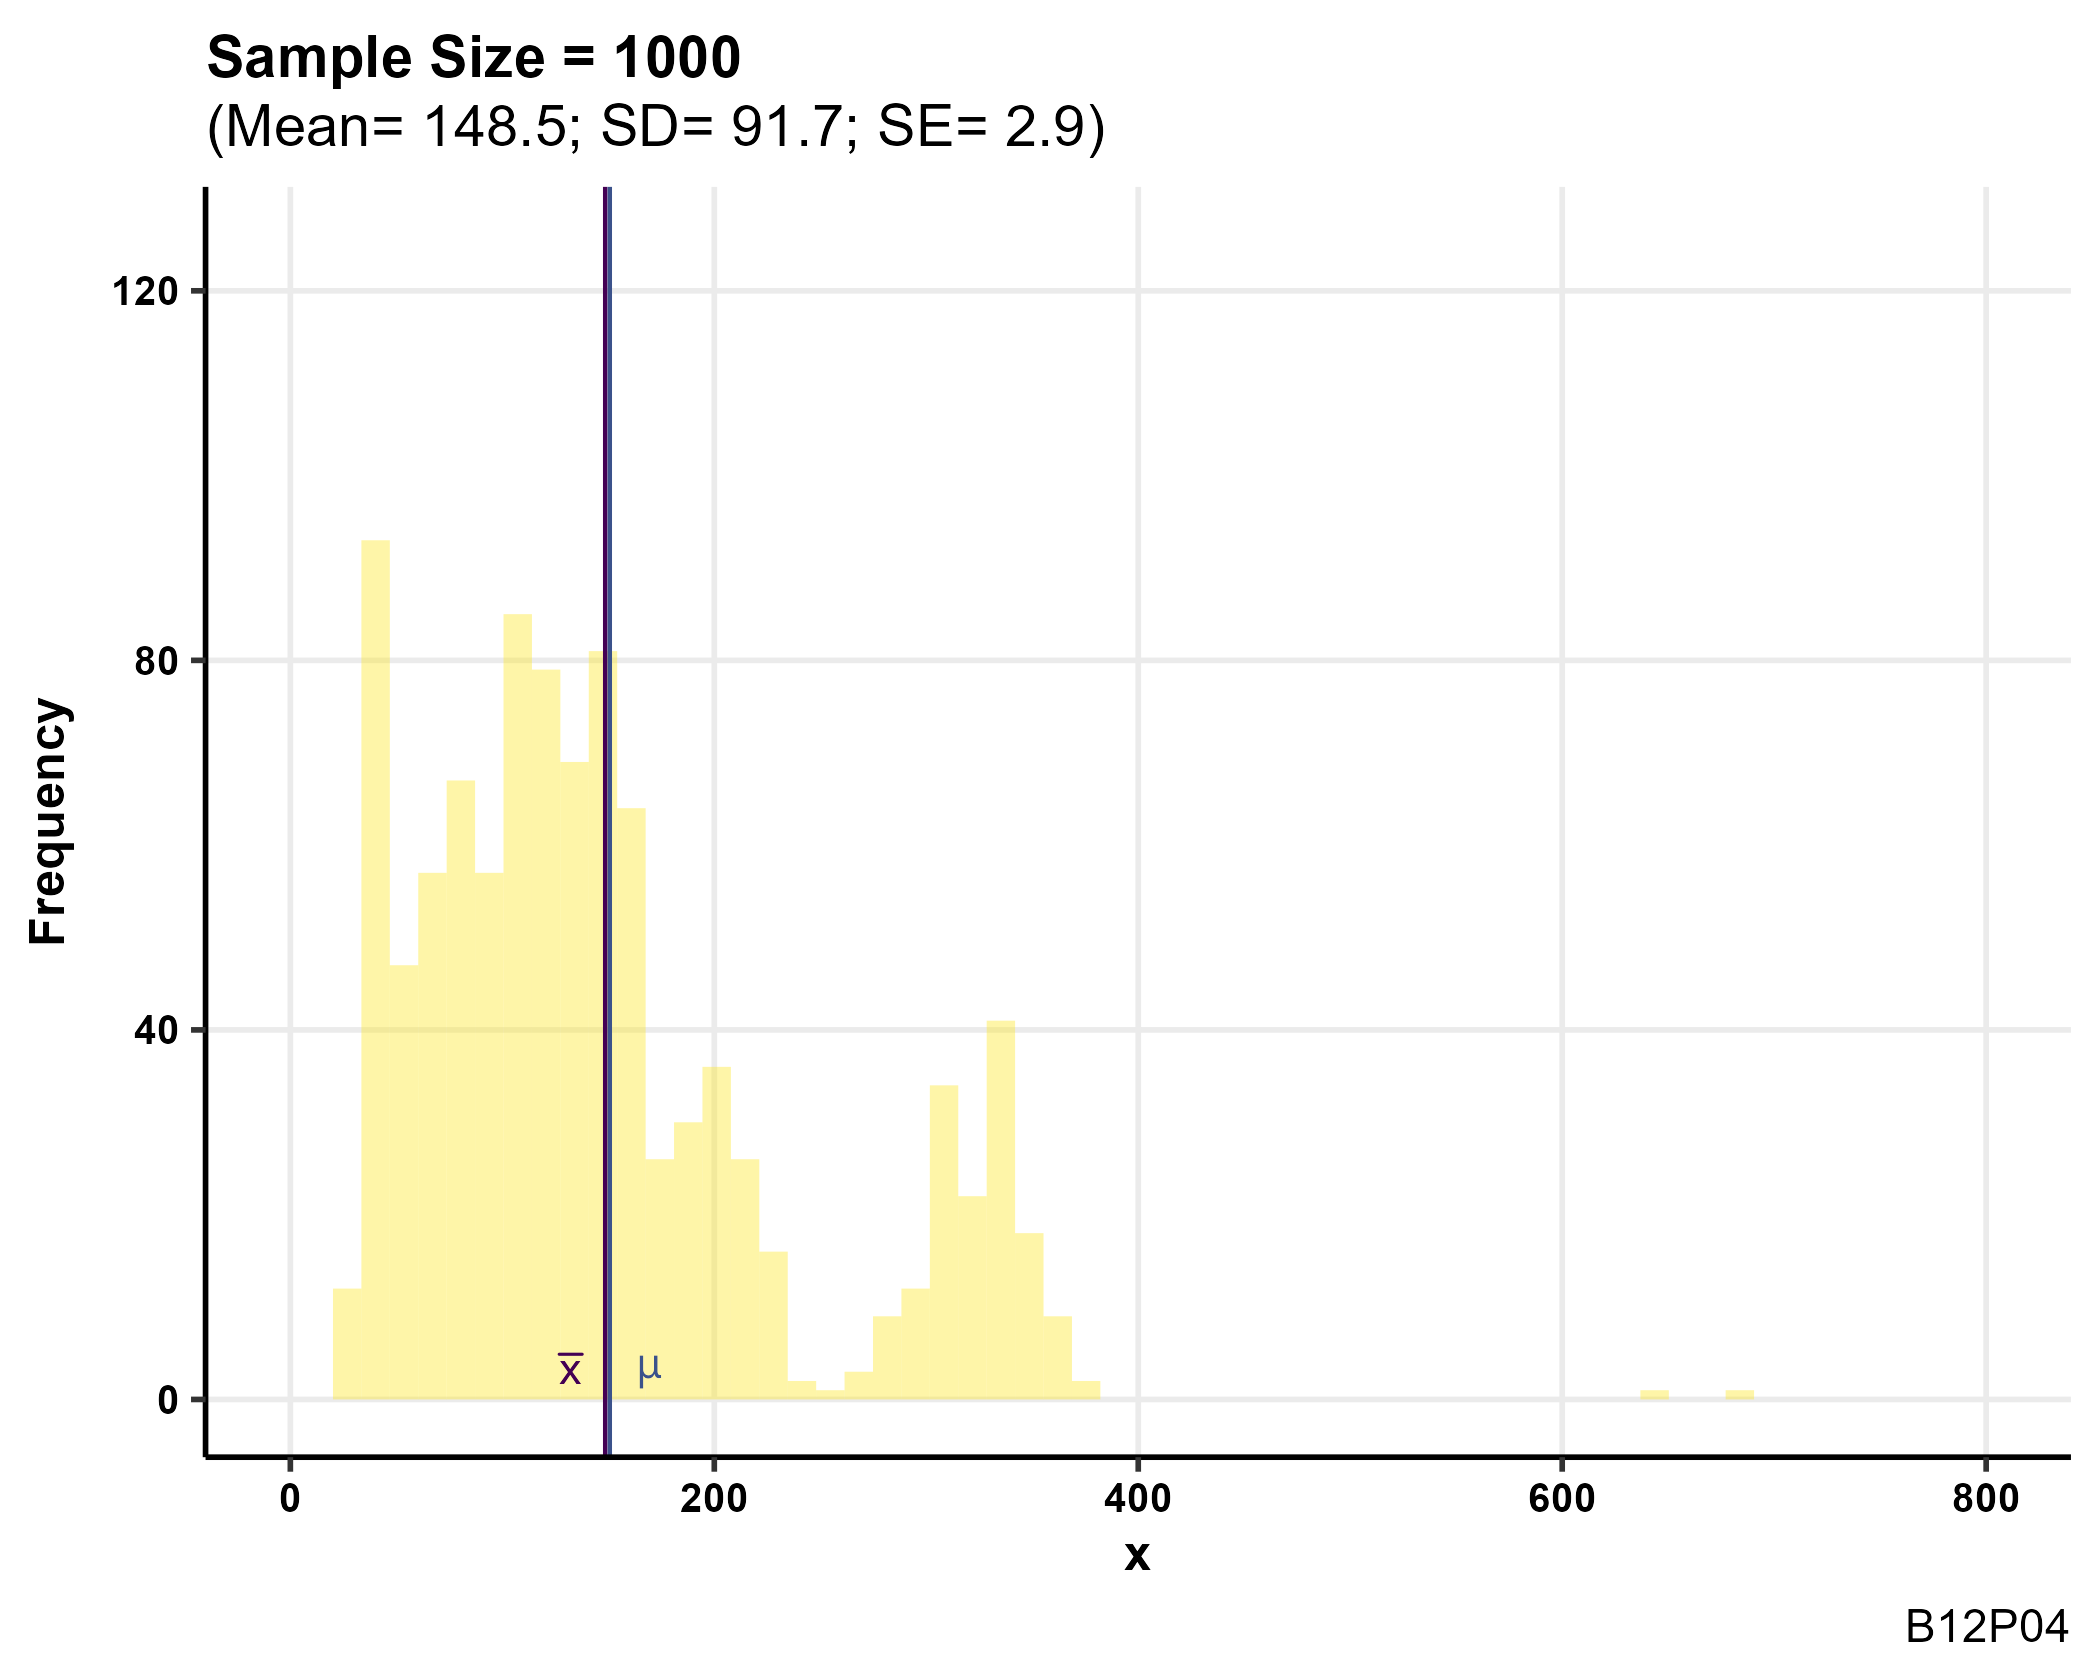 Sample Size = 1000
(Mean= 148.5; SD= 91.7; SE= 2.9)
120
80
40
0
Frequency
x̅ μ
0 200 400 600 800
x
B12P04